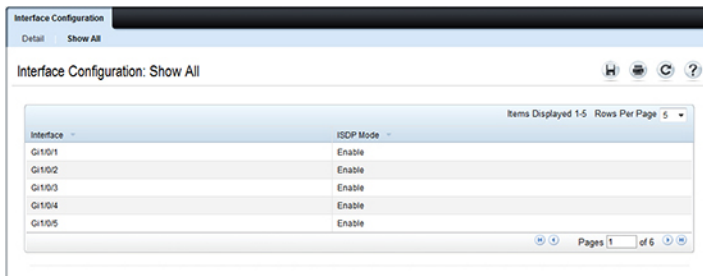 Interface Configuration
Detail Show All
Interface Configuration: Show All
Items Displayed 1-5 Rows Per Page 5
Interface ISDP Mode
Gi1/0/1 Enable
Gi1/0/2 Enable
Gi1/0/3 Enable
Gi1/0/4 Enable
Gi1/0/5 Enable
Pages 1 of 6